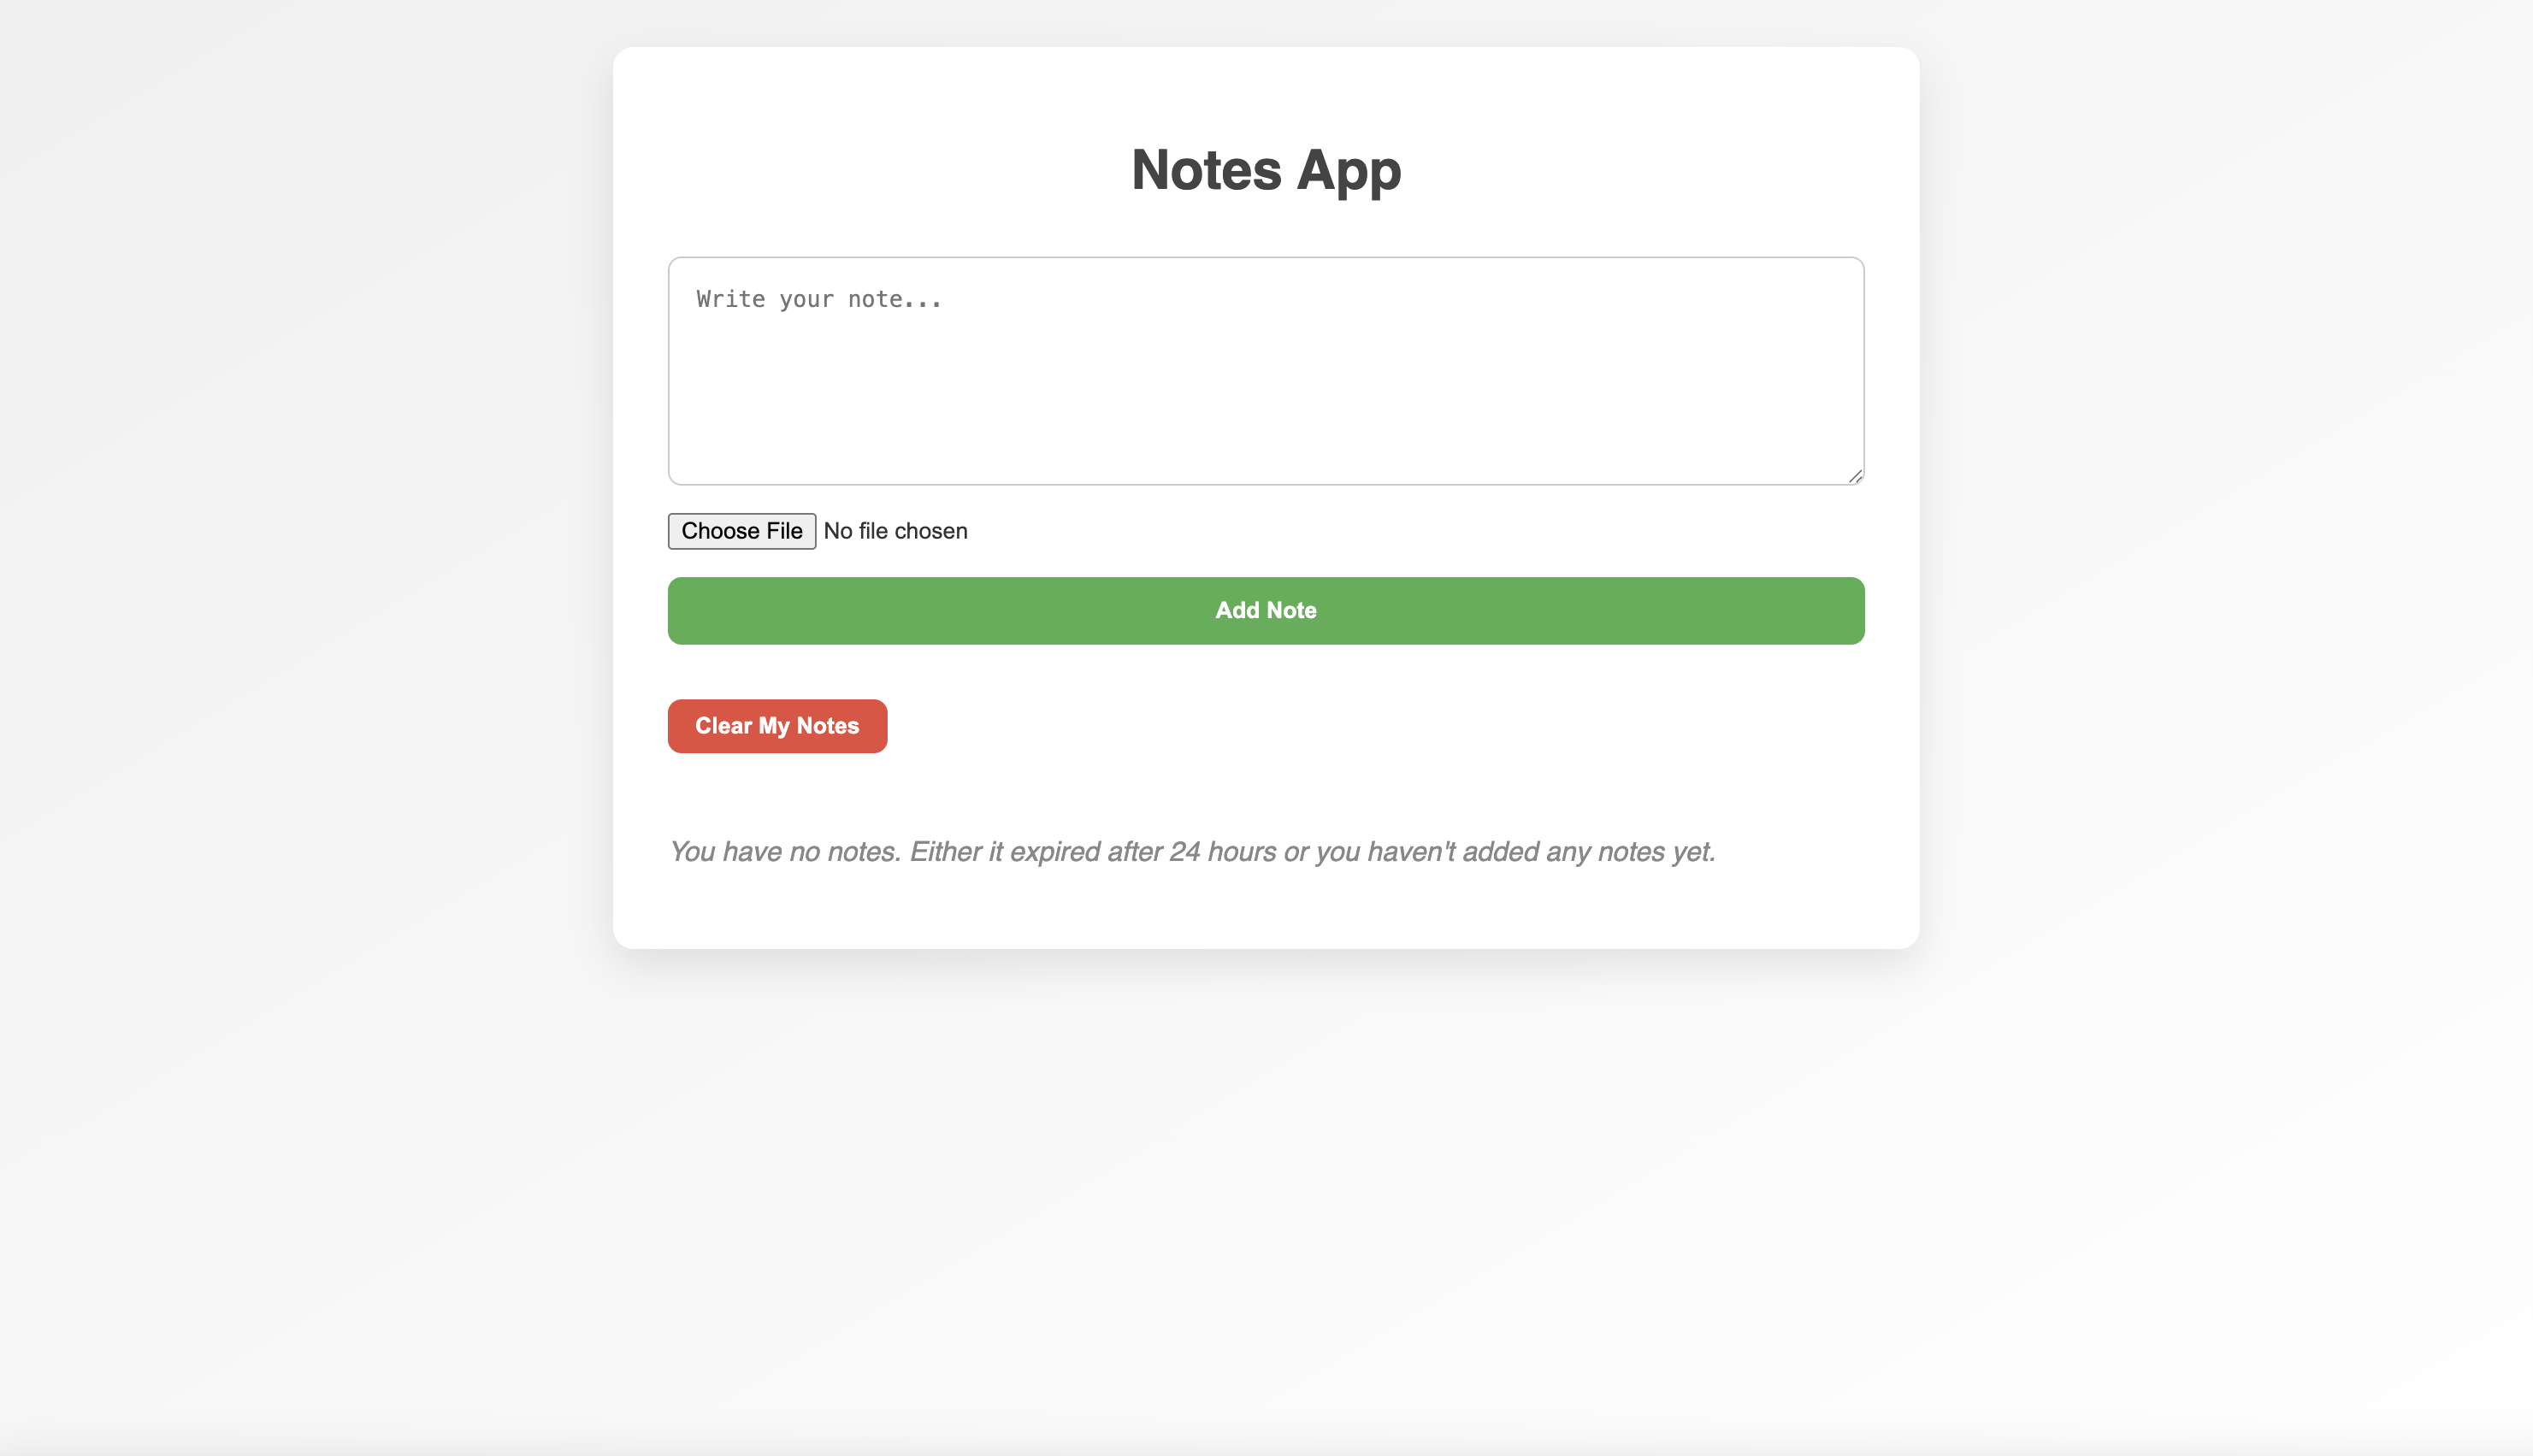 Notes App
Write your note...
Choose File No file chosen
Add Note
Clear My Notes
You have no notes. Either it expired after 24 hours or you haven't added any notes yet.